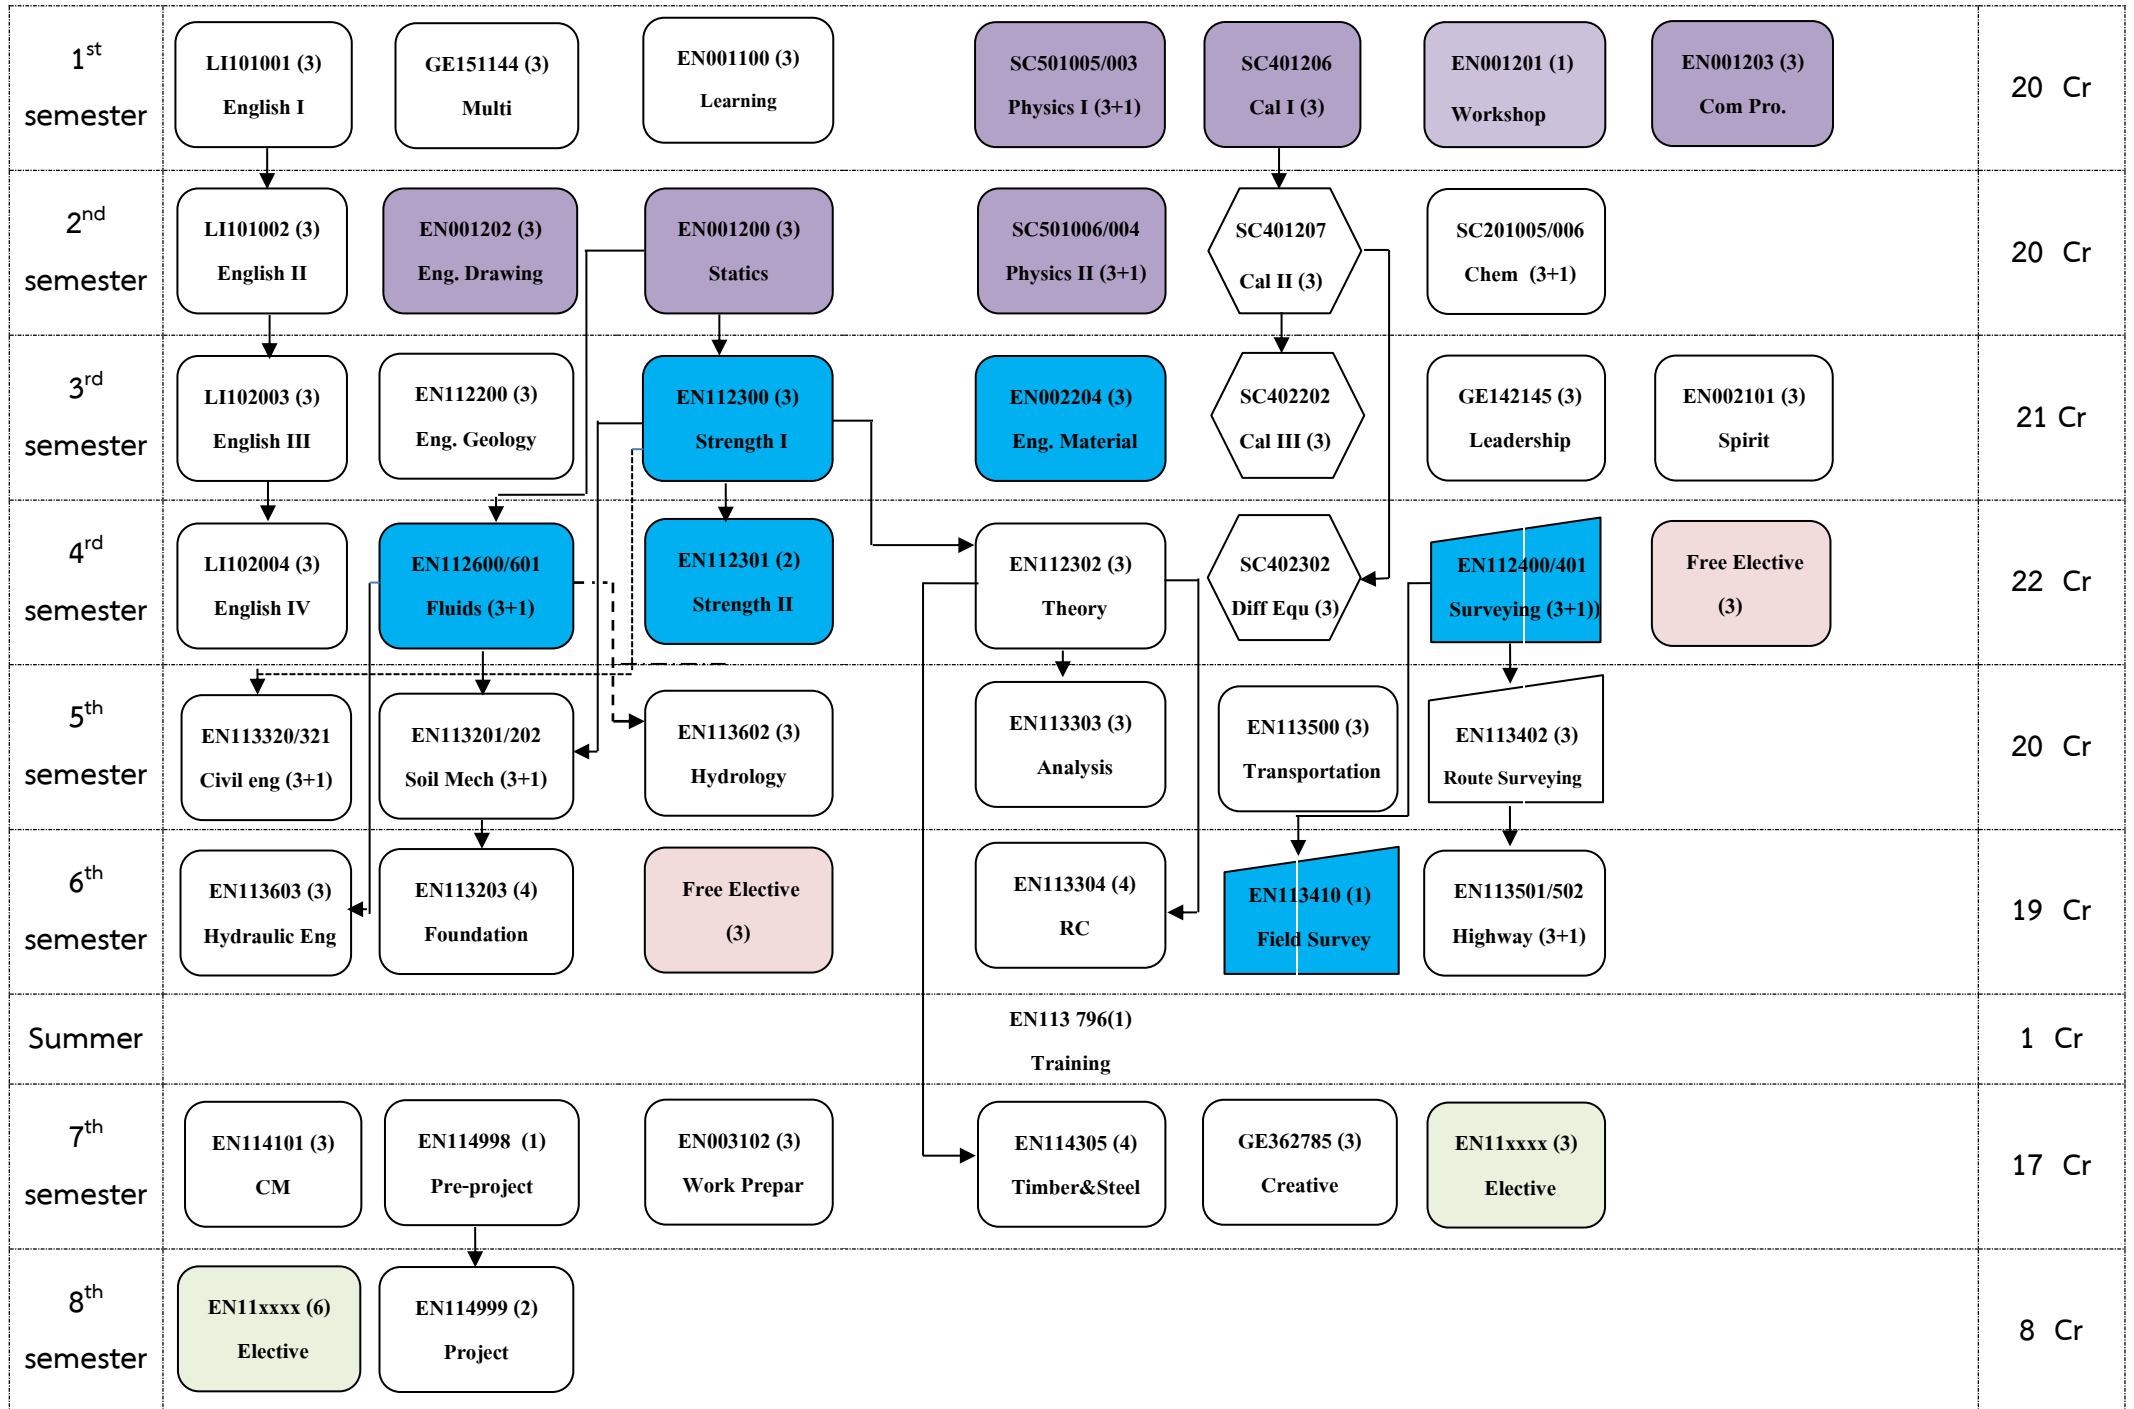 1st
semester
LI101001 (3)
English I
GE151144 (3)
Multi
EN001100 (3)
Learning
SC501005/003
Physics I (3+1)
SC401206
Cal I (3)
EN001201 (1)
Workshop
EN001203 (3)
Com Pro.
20 Cr
2nd
semester
LI101002 (3)
English II
EN001202 (3)
Eng. Drawing
EN001200 (3)
Statics
SC501006/004
Physics II (3+1)
SC401207
Cal II (3)
SC201005/006
Chem (3+1)
20 Cr
3rd
semester
LI102003 (3)
English III
EN112200 (3)
Eng. Geology
EN112300 (3)
Strength I
EN002204 (3)
Eng. Material
SC402202
Cal III (3)
GE142145 (3)
Leadership
EN002101 (3)
Spirit
21 Cr
4rd
semester
LI102004 (3)
English IV
EN112600/601
Fluids (3+1)
EN112301 (2)
Strength II
EN112302 (3)
Theory
SC402302
Diff Equ (3)
EN112400/401
Surveying (3+1))
Free Elective
(3)
22 Cr
5th
semester
EN113320/321
Civil eng (3+1)
EN113201/202
Soil Mech (3+1)
EN113602 (3)
Hydrology
EN113303 (3)
Analysis
EN113500 (3)
Transportation
EN113402 (3)
Route Surveying
20 Cr
6th
semester
EN113603 (3)
Hydraulic Eng
EN113203 (4)
Foundation
Free Elective
(3)
EN113304 (4)
RC
EN113410 (1)
Field Survey
EN113501/502
Highway (3+1)
19 Cr
Summer
EN113 796(1)
Training
1 Cr
7th
semester
EN114101 (3)
CM
EN114998 (1)
Pre-project
EN003102 (3)
Work Prepar
EN114305 (4)
Timber&Steel
GE362785 (3)
Creative
EN11xxxx (3)
Elective
17 Cr
8th
semester
EN11xxxx (6)
Elective
EN114999 (2)
Project
8 Cr